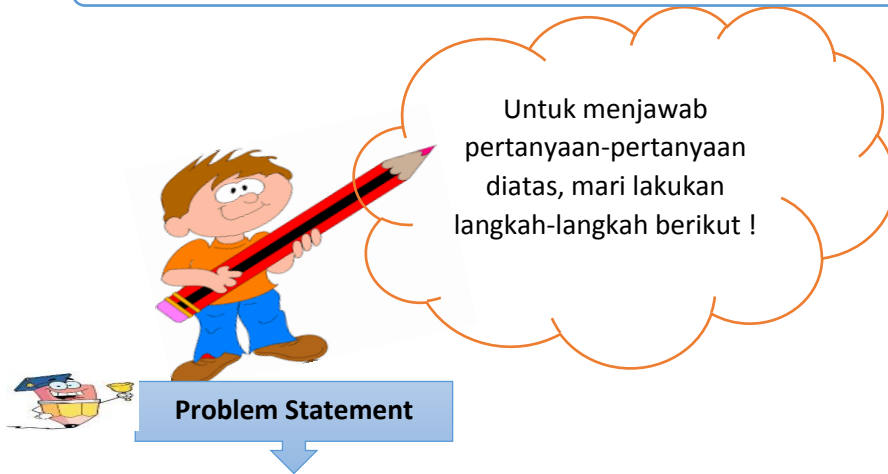 Untuk menjawab
pertanyaan-pertanyaan
diatas, mari lakukan
langkah-langkah berikut !
Problem Statement